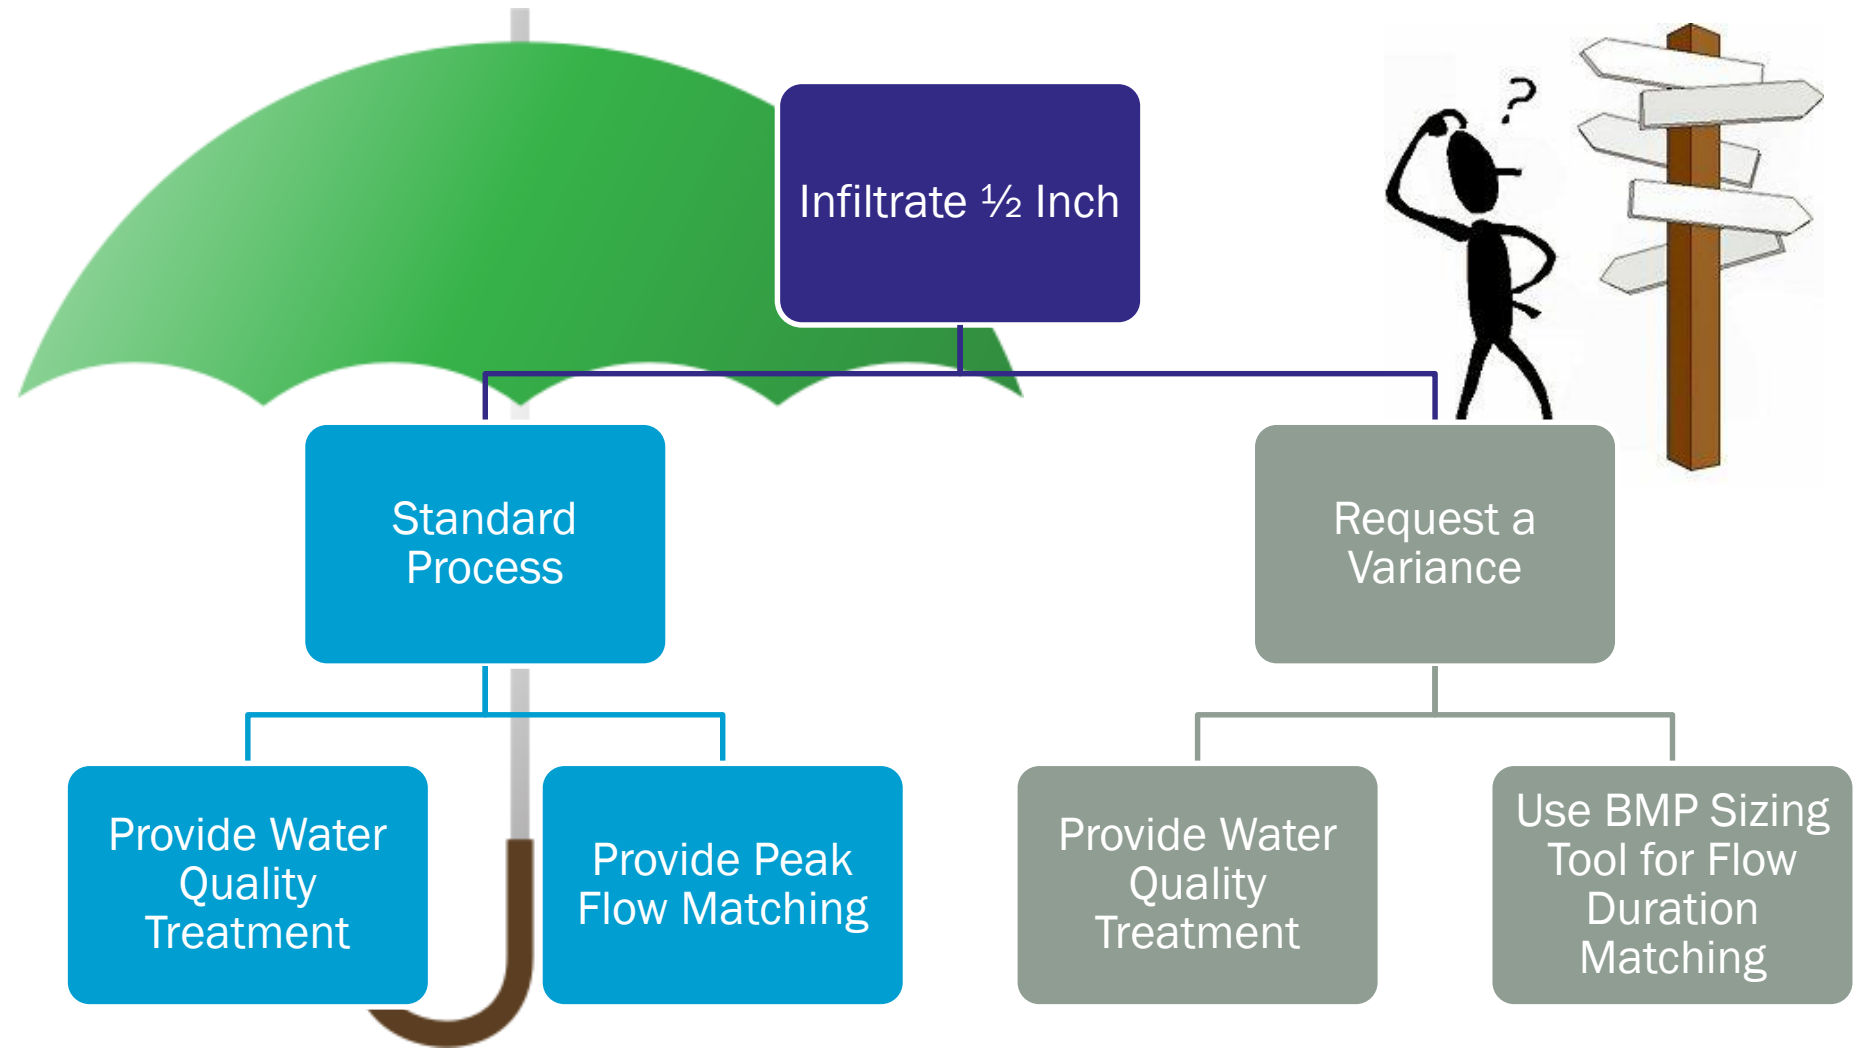 ?
Infiltrate ½ Inch
Standard
Process
Request a
Variance
Provide Water
Quality
Treatment
Provide Peak
Flow Matching
Provide Water
Quality
Treatment
Use BMP Sizing
Tool for Flow
Duration
Matching